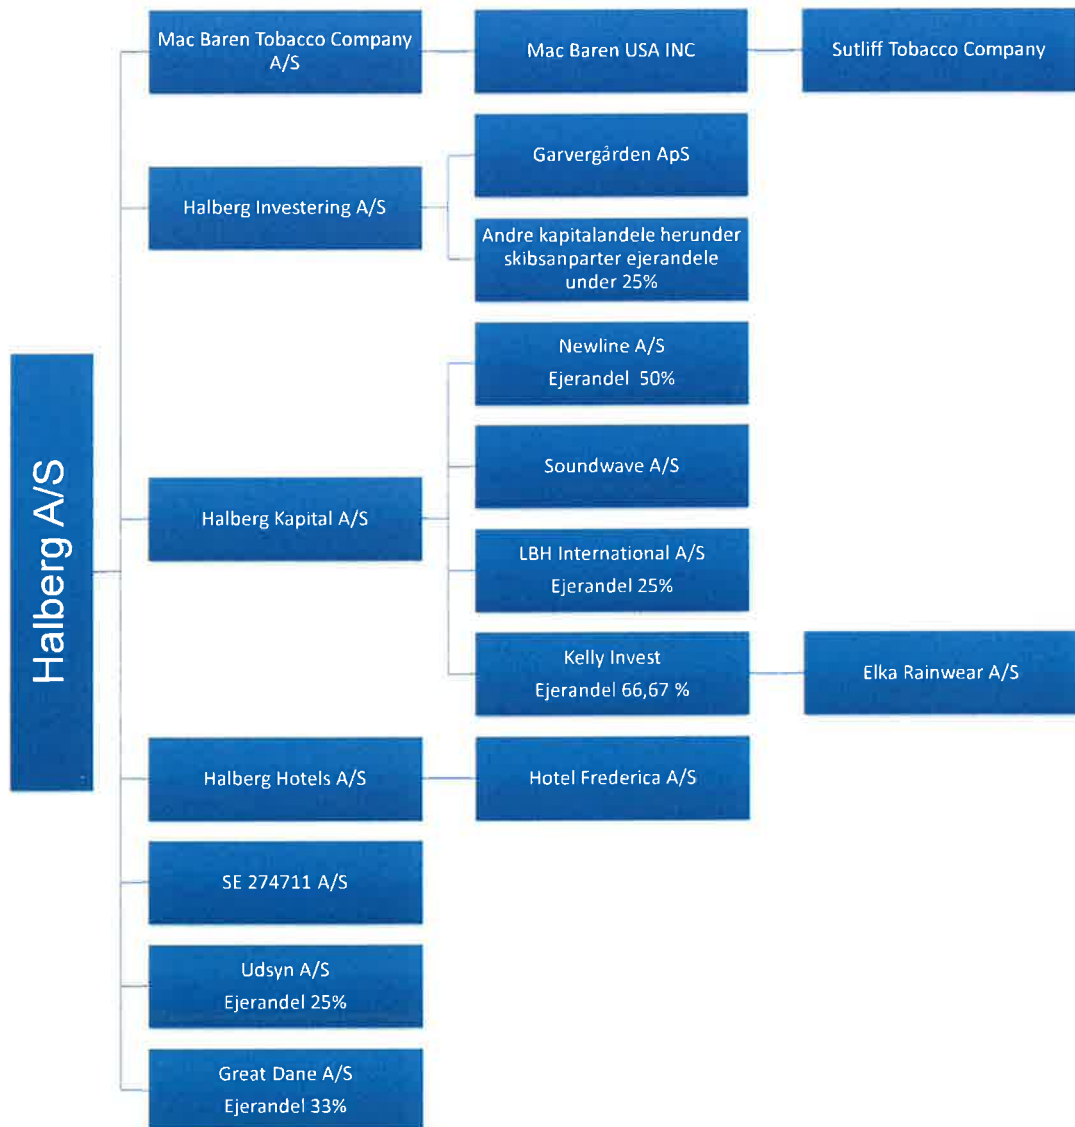 Halberg A/S
Mac Baren Tobacco Company
A/S
Mac Baren USA INC
Sutliff Tobacco Company
Halberg Investering A/S
Garvergården ApS
Andre kapitalandele herunder
skibsanparter ejerandele
under 25%
Halberg Kapital A/S
Newline A/S
Ejerandel 50%
Soundwave A/S
LBH International A/S
Ejerandel 25%
Kelly Invest
Ejerandel 66,67 %
Elka Rainwear A/S
Halberg Hotels A/S
Hotel Frederica A/S
SE 274711 A/S
Udsyn A/S
Ejerandel 25%
Great Dane A/S
Ejerandel 33%